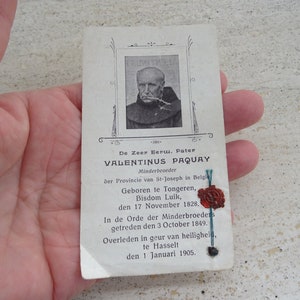 De Zeer Eerw. Pater
VALENTINUS PAQUAY
Minderbroeder
der Provincie van St-Joseph in België
Geboren te Tongeren,
Bisdom Luik,
den 17 November 1828,
In de Orde der Minderbroeders
getreden den 3 October 1849.
Overleden in geur van heiligheid,
te Hasselt
den 1 Januari 1905.